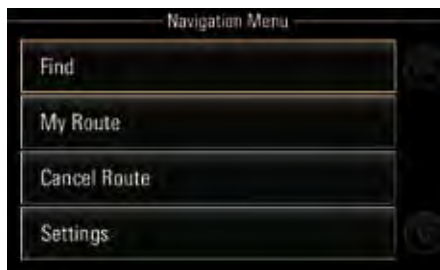 Navigation Menu
Find
My Route
Cancel Route
Settings